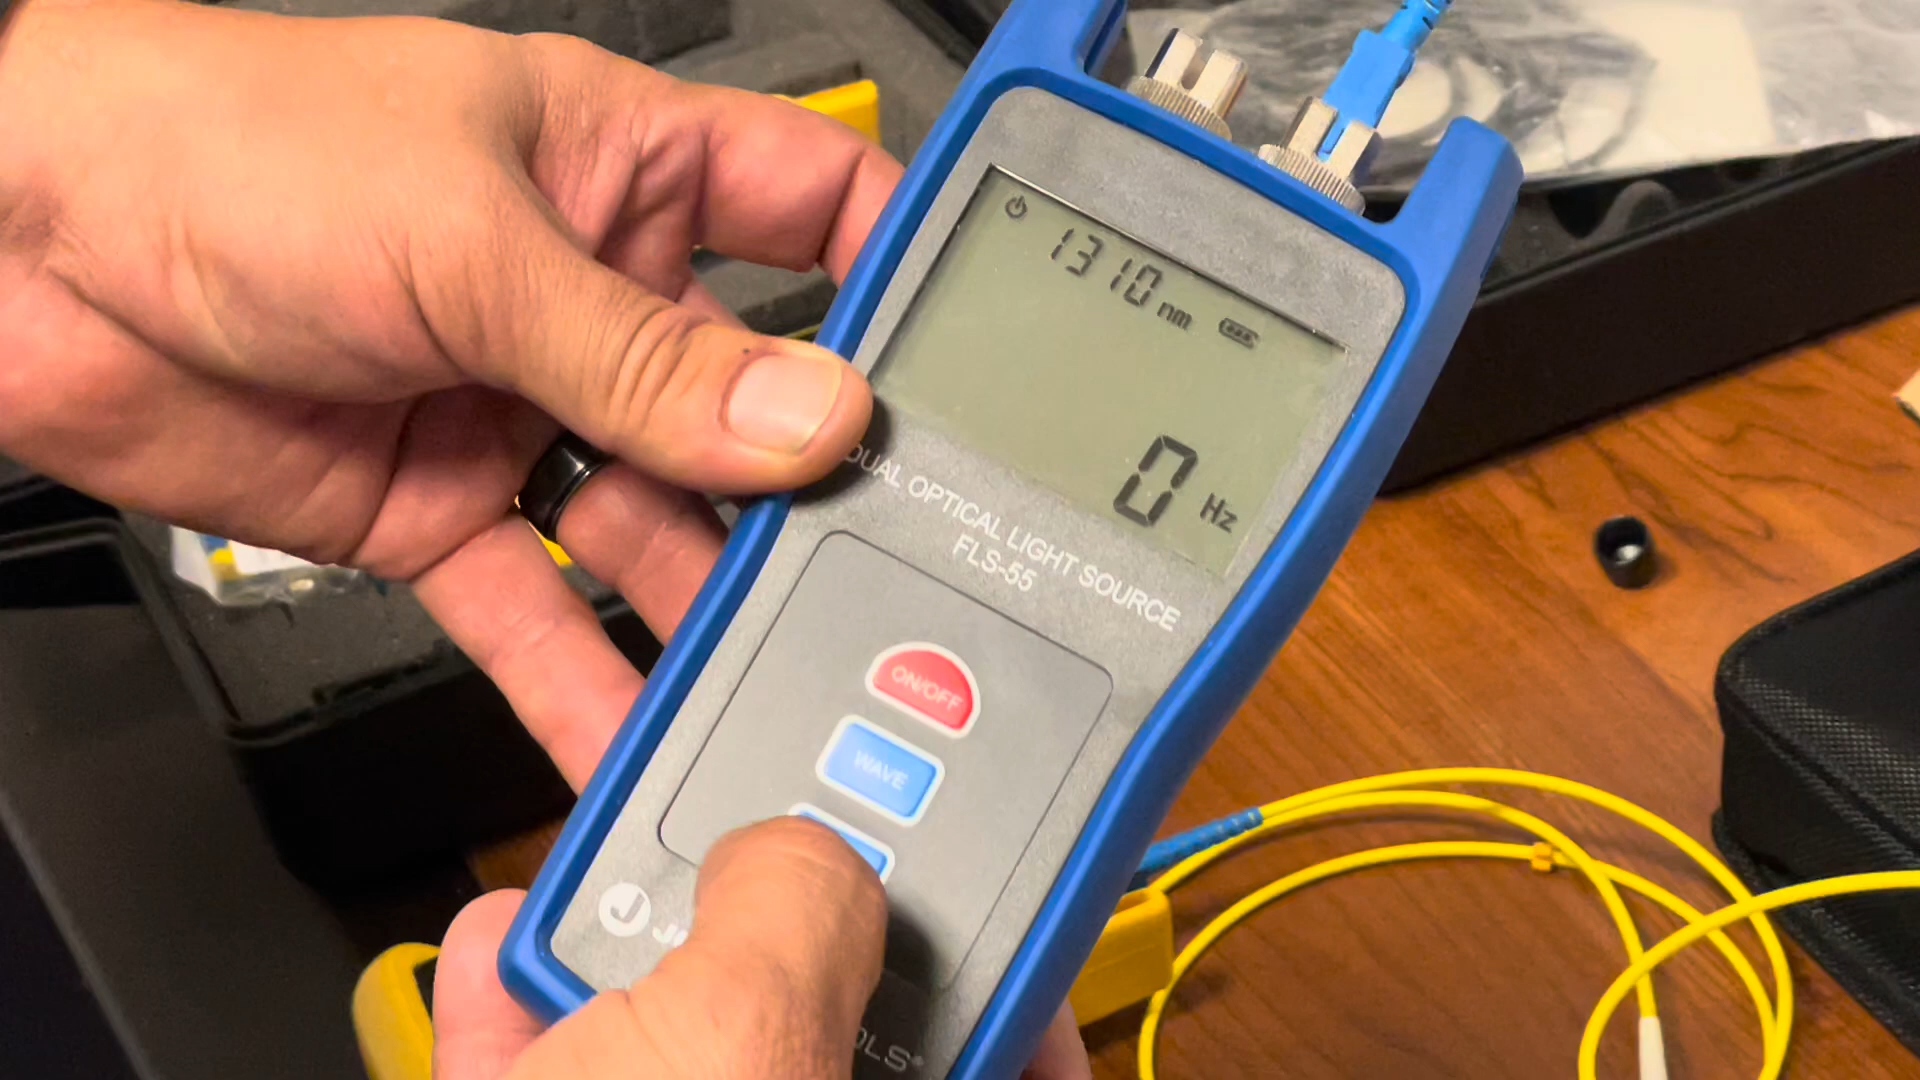 1310 nm
0 Hz
DUAL OPTICAL LIGHT SOURCE
FLS-55
ON/OFF
WAVE
J